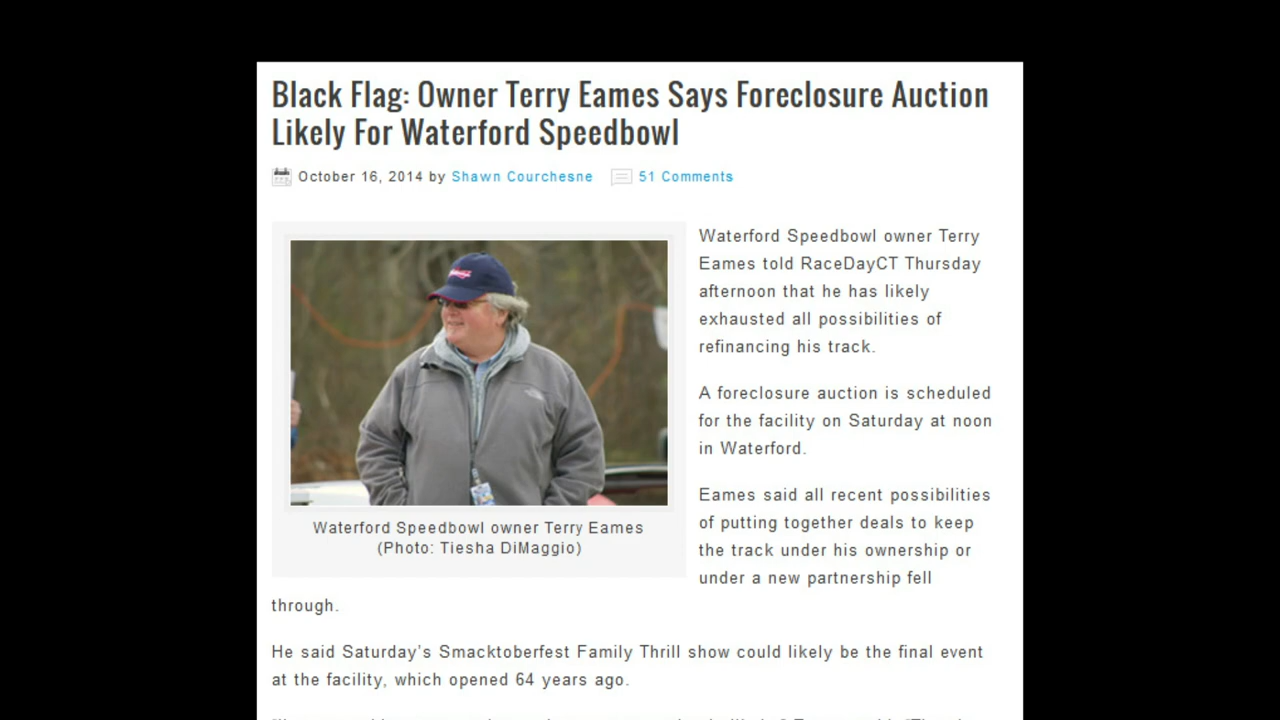 Black Flag: Owner Terry Eames Says Foreclosure Auction
Likely For Waterford Speedbowl
October 16, 2014 by Shawn Courchesne 51 Comments
Waterford Speedbowl owner Terry
Eames told RaceDayCT Thursday
afternoon that he has likely
exhausted all possibilities of
refinancing his track.
A foreclosure auction is scheduled
for the facility on Saturday at noon
in Waterford.
Eames said all recent possibilities
of putting together deals to keep
the track under his ownership or
under a new partnership fell
through.
Waterford Speedbowl owner Terry Eames
(Photo: Tiesha DiMaggio)
He said Saturday's Smacktoberfest Family Thrill show could likely be the final event
at the facility, which opened 64 years ago.